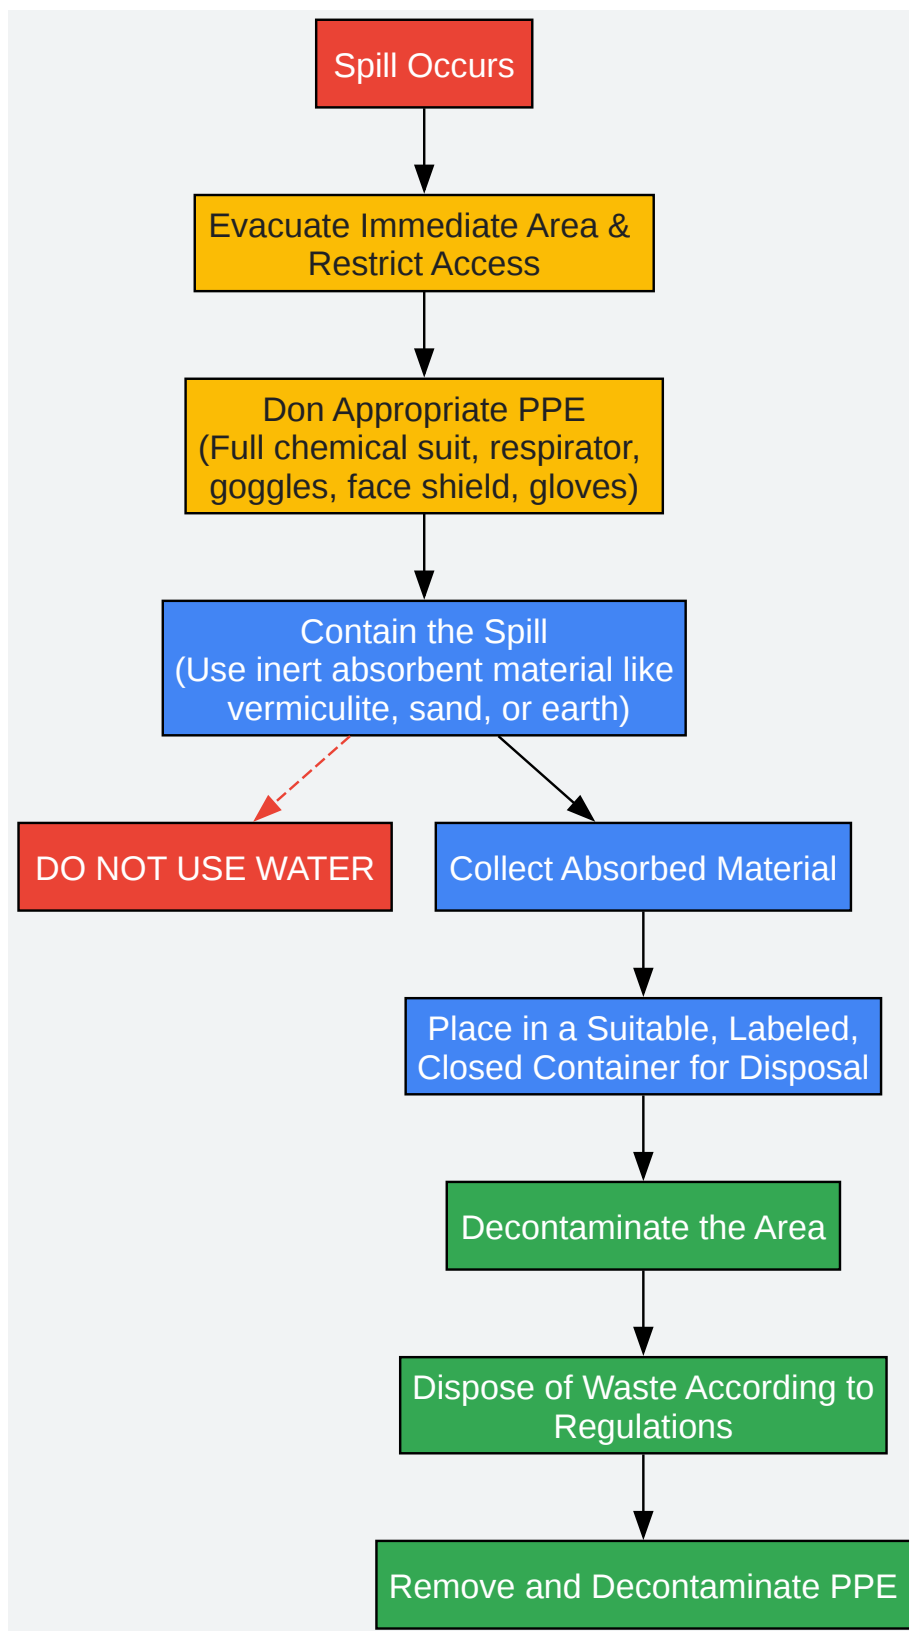 Spill Occurs
Evacuate Immediate Area &
Restrict Access
Don Appropriate PPE
(Full chemical suit, respirator,
goggles, face shield, gloves)
Contain the Spill
(Use inert absorbent material like
vermiculite, sand, or earth)
DO NOT USE WATER
Collect Absorbed Material
Place in a Suitable, Labeled,
Closed Container for Disposal
Decontaminate the Area
Dispose of Waste According to
Regulations
Remove and Decontaminate PPE